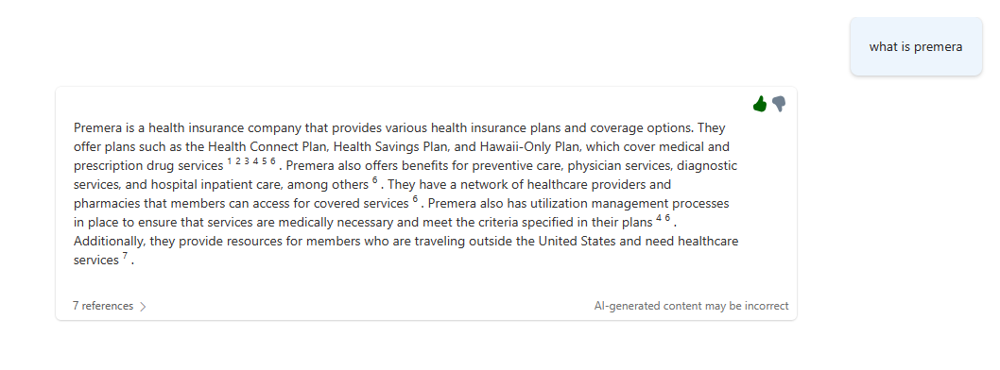 what is premera
Premera is a health insurance company that provides various health insurance plans and coverage options. They
offer plans such as the Health Connect Plan, Health Savings Plan, and Hawaii-Only Plan, which cover medical and
prescription drug services 1 2 3 4 5 6 . Premera also offers benefits for preventive care, physician services, diagnostic
services, and hospital inpatient care, among others 6 . They have a network of healthcare providers and
pharmacies that members can access for covered services 6 . Premera also has utilization management processes
in place to ensure that services are medically necessary and meet the criteria specified in their plans 4 6 .
Additionally, they provide resources for members who are traveling outside the United States and need healthcare
services 7 .
7 references
AI-generated content may be incorrect